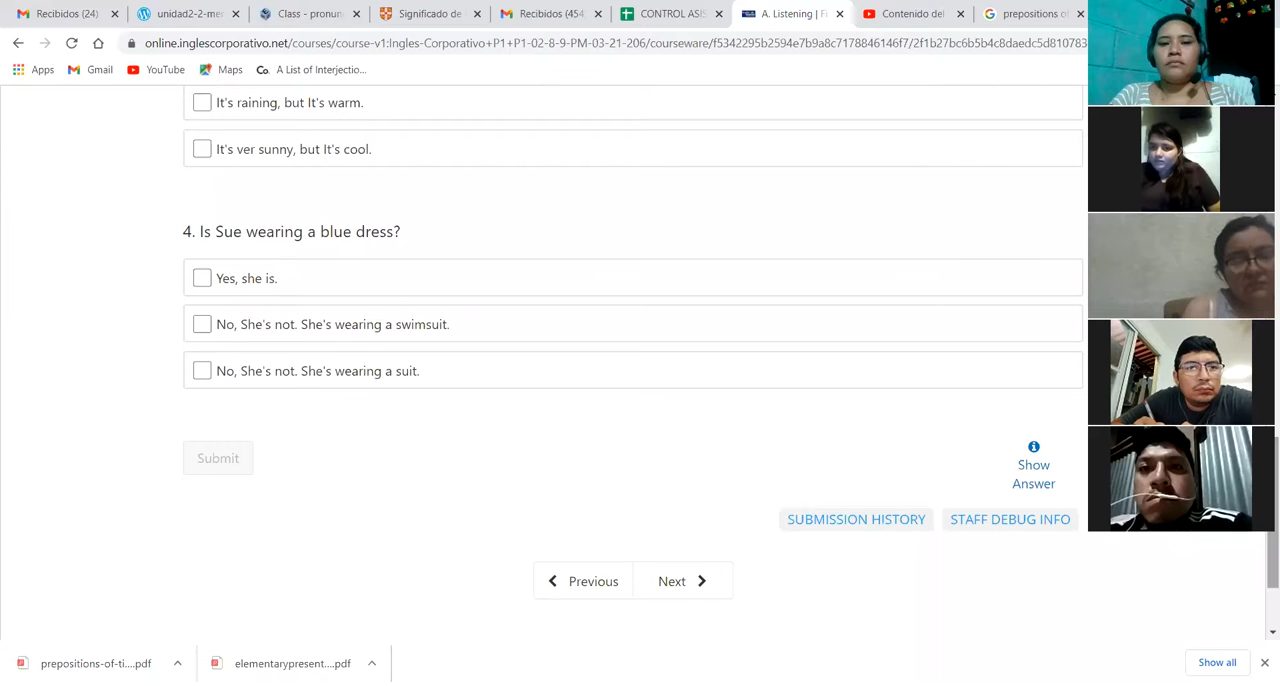 Recibidos (24)
unidad2-2-me
Class - pronun
Significado de
Recibidos (454
CONTROL ASIS
A. Listening | Fi
Contenido del
prepositions of
online.inglescorporativo.net/courses/course-v1:Ingles-Corporativo+P1+P1-02-8-9-PM-03-21-206/courseware/f5342295b2594e7b9a8c7178846146f7/2f1b27bc6b5b4c8daedc5d810783
Apps
Gmail
YouTube
Maps
Co.
A List of Interjectio...
It's raining, but It's warm.
It's ver sunny, but It's cool.
4. Is Sue wearing a blue dress?
Yes, she is.
No, She's not. She's wearing a swimsuit.
No, She's not. She's wearing a suit.
Submit
Show
Answer
SUBMISSION HISTORY
STAFF DEBUG INFO
Previous
Next
prepositions-of-ti....pdf
elementarypresent....pdf
Show all